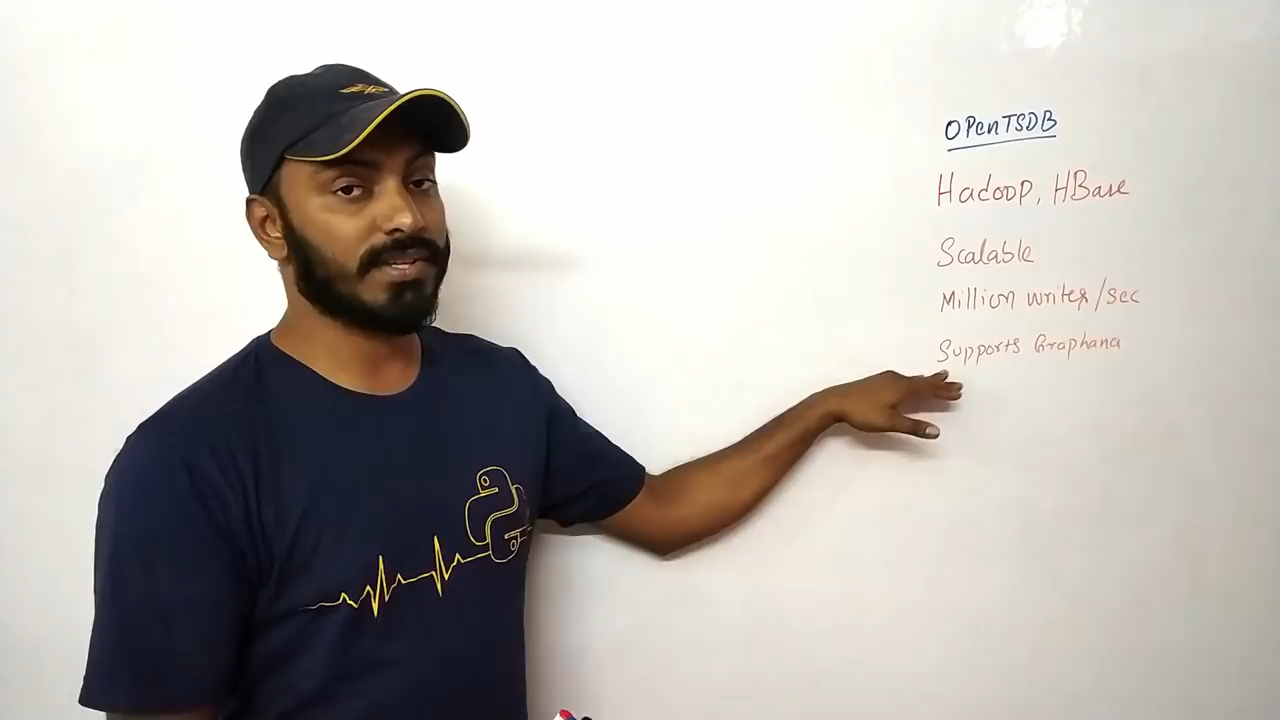 OPenTSDB
Hadoop, HBase
Scalable
Million writes/sec
Supports Graphana